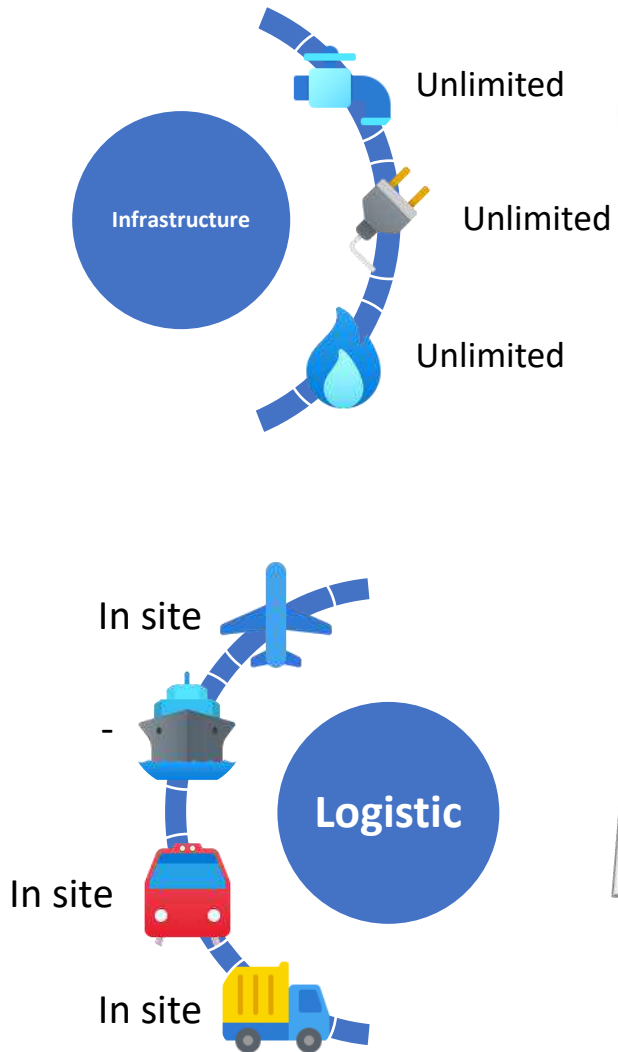 Unlimited
Infrastructure
Unlimited
Unlimited
In site
-
Logistic
In site
In site